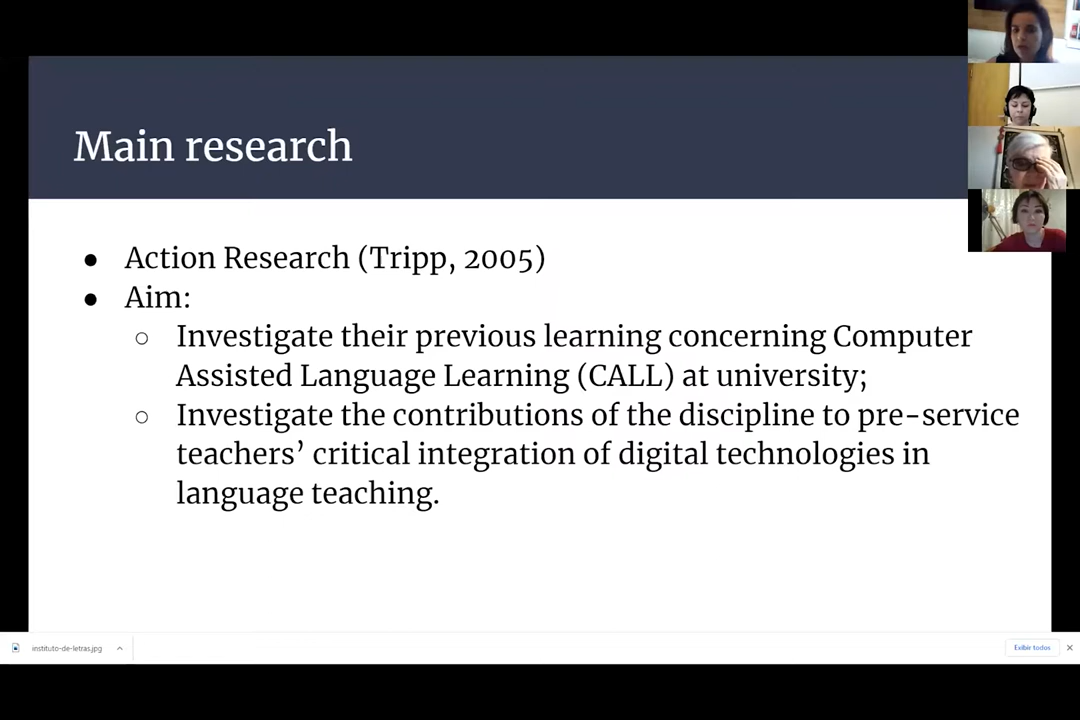 Main research
● Action Research (Tripp, 2005)
● Aim:
○ Investigate their previous learning concerning Computer
Assisted Language Learning (CALL) at university;
○ Investigate the contributions of the discipline to pre-service
teachers’ critical integration of digital technologies in
language teaching.
instituto-de-letras.jpg
Exibir todos